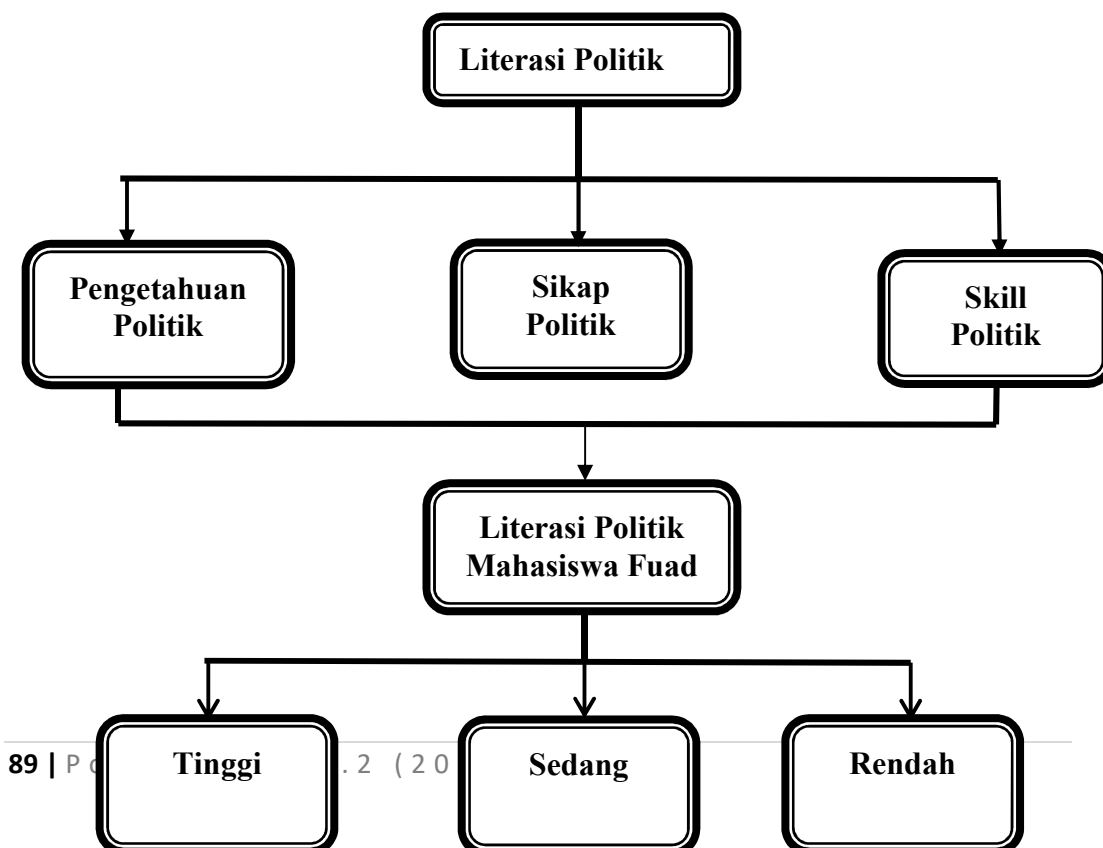 Literasi Politik
Pengetahuan
Politik
Sikap
Politik
Skill
Politik
Literasi Politik
Mahasiswa Fuad
Tinggi
Sedang
Rendah
89 | P . 2 ( 2 0